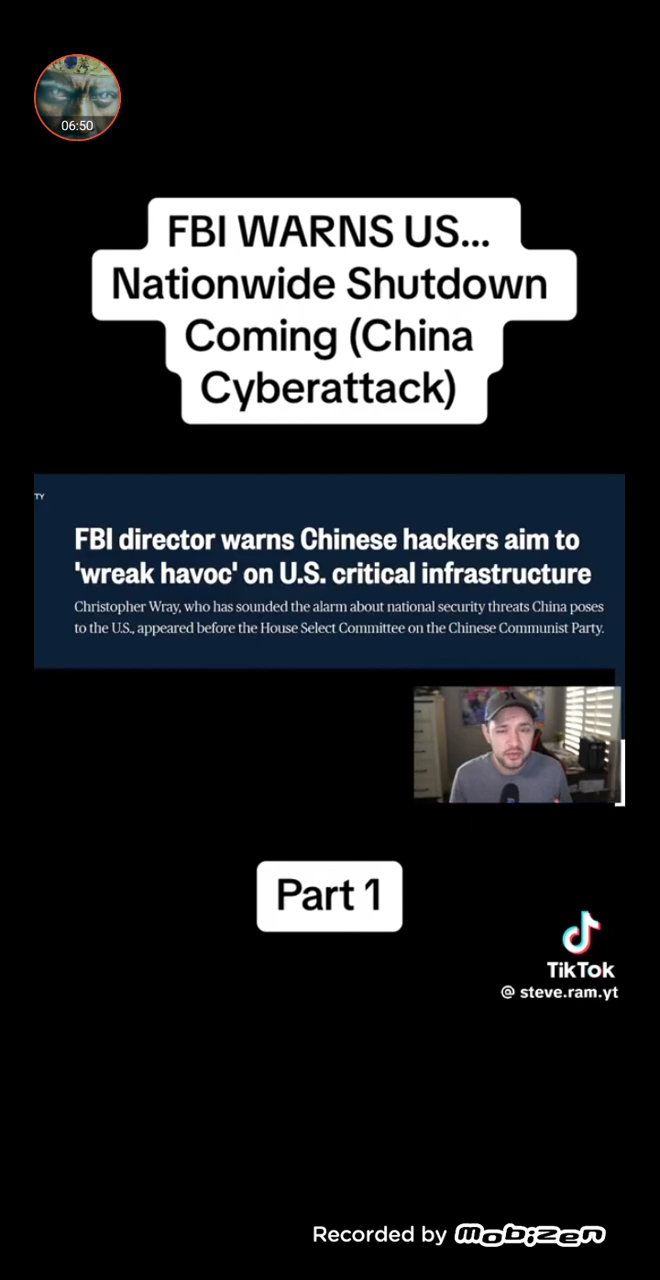 06:50
FBI WARNS US...
Nationwide Shutdown
Coming (China
Cyberattack)
TY
FBI director warns Chinese hackers aim to
'wreak havoc' on U.S. critical infrastructure
Christopher Wray, who has sounded the alarm about national security threats China poses
to the U.S., appeared before the House Select Committee on the Chinese Communist Party.
Part 1
TikTok
@ steve.ram.yt
Recorded by mobizen